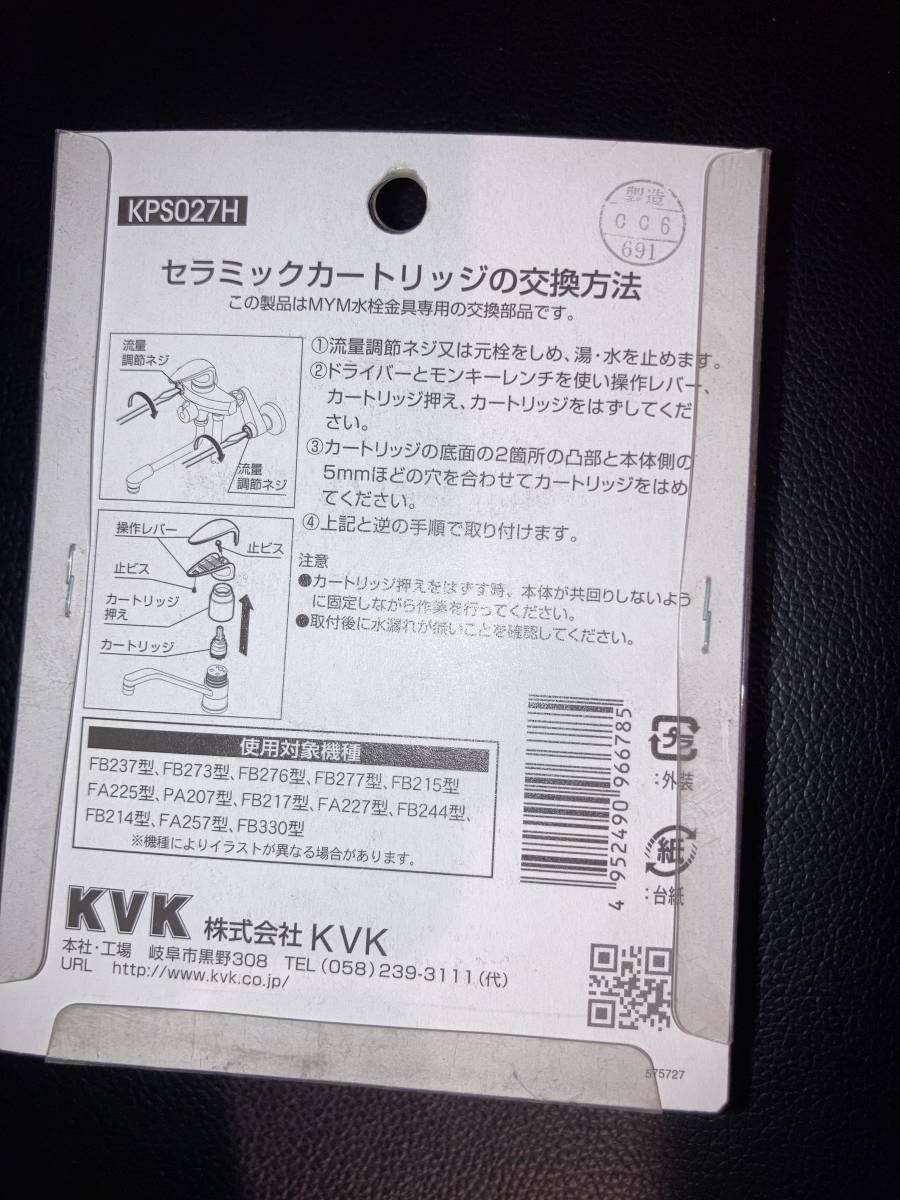 KPS027H
製造
CC6
691
セラミックカートリッジの交換方法
この製品はMYM水栓金具専用の交換部品です。
流量
調節ネジ
流量
調節ネジ
①流量調節ネジ又は元栓をしめ、湯・水を止めます。
②ドライバーとモンキーレンチを使い操作レバー、
カートリッジ押え、カートリッジをはずしてくだ
さい。
③カートリッジの底面の2箇所の凸部と本体側の
5mmほどの穴を合わせてカートリッジをはめ
てください。
④上記と逆の手順で取り付けます。
操作レバー
止ビス
止ビス
カートリッジ
押え
カートリッジ
注意
●カートリッジ押えをはずす時、本体が共回りしないよう
に固定しながら作業を行ってください。
●取付後に水漏れが無いことを確認してください。
使用対象機種
FB237型、FB273型、FB276型、FB277型、FB215型
FA225型、PA207型、FB217型、FA227型、FB244型、
FB214型、FA257型、FB330型
※機種によりイラストが異なる場合があります。
4 952490 966785
プラ
:外装
紙
:台紙
KVK 株式会社KVK
本社・工場 岐阜市黒野308 TEL(058)239-3111(代)
URL http://www.kvk.co.jp/
575727